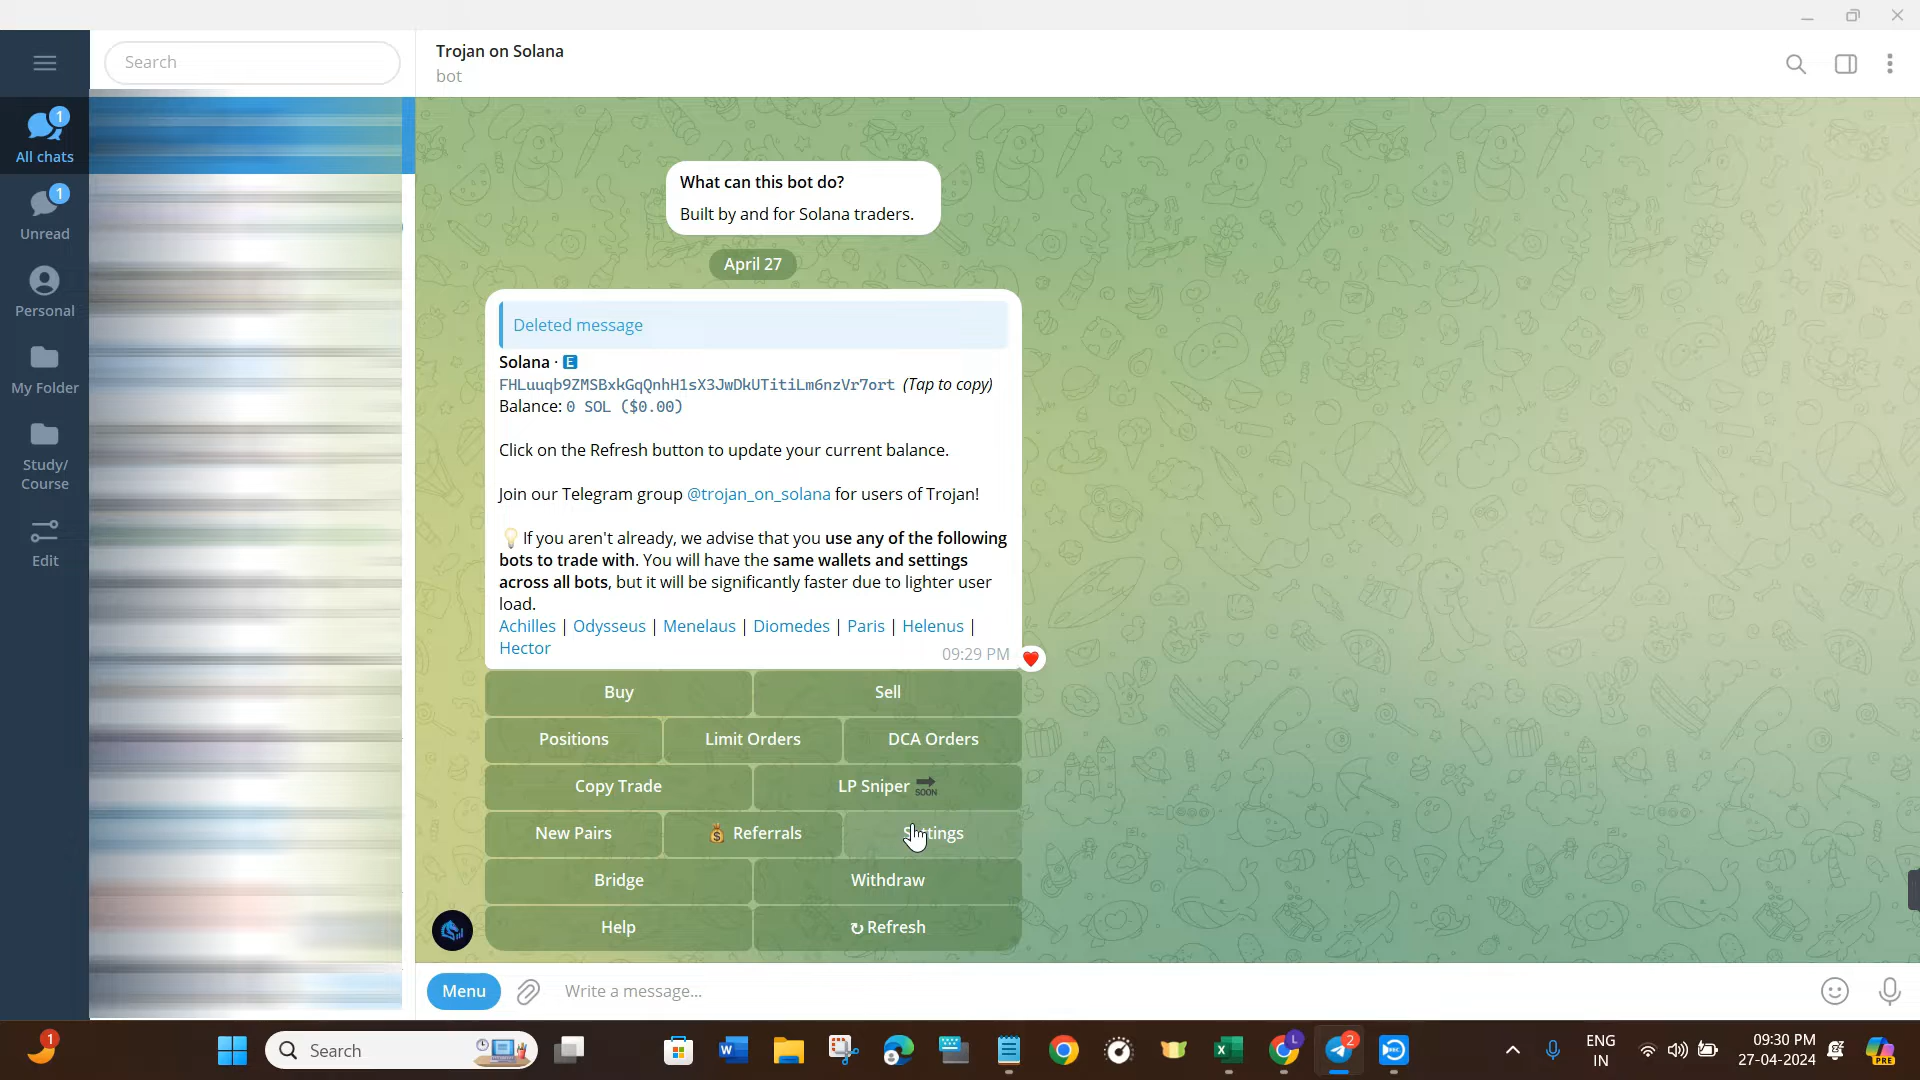 Search
Trojan on Solana
bot
1
All chats
1
Unread
Personal
My Folder
Study/
Course
Edit
What can this bot do?
Built by and for Solana traders.
April 27
Deleted message
Solana · 🅴
FHLuuqb9ZMSBxkGqQnhH1sX3JwDkUTitiLm6nzVr7ort (Tap to copy)
Balance: 0 SOL ($0.00)
Click on the Refresh button to update your current balance.
Join our Telegram group @trojan_on_solana for users of Trojan!
💡If you aren't already, we advise that you use any of the following
bots to trade with. You will have the same wallets and settings
across all bots, but it will be significantly faster due to lighter user
load.
Achilles | Odysseus | Menelaus | Diomedes | Paris | Helenus |
Hector
09:29 PM
Buy Sell
Positions Limit Orders DCA Orders
Copy Trade LP Sniper SOON
New Pairs 💰 Referrals Settings
Bridge Withdraw
Help ↻ Refresh
Menu Write a message...
1 Search L 2 ENG
IN
09:30 PM
27-04-2024
PRE